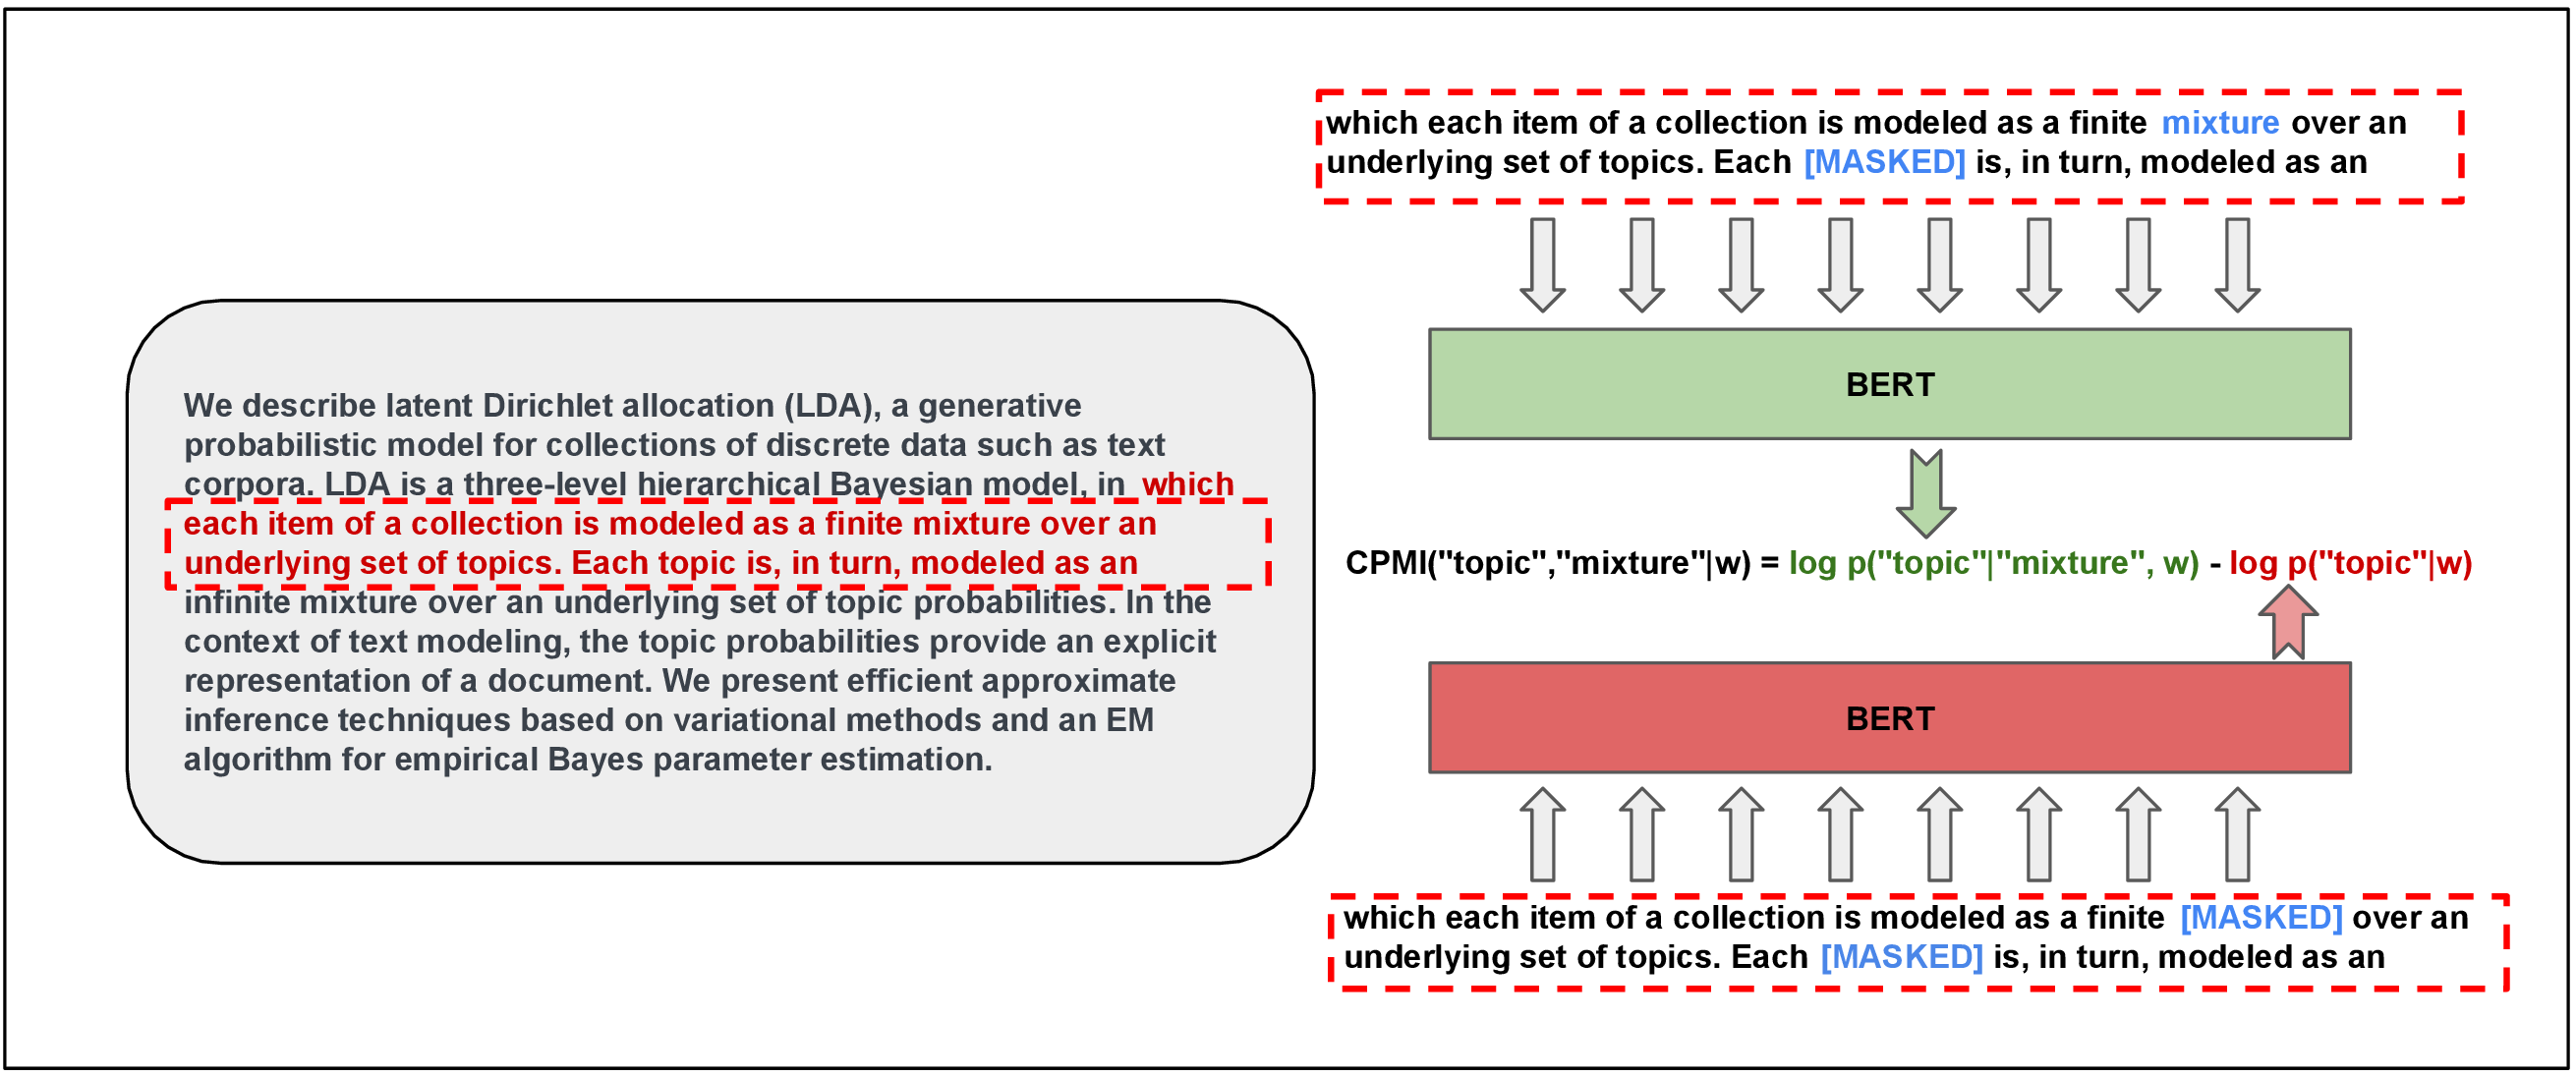 We describe latent Dirichlet allocation (LDA), a generative
probabilistic model for collections of discrete data such as text
corpora. LDA is a three-level hierarchical Bayesian model, in which
each item of a collection is modeled as a finite mixture over an
underlying set of topics. Each topic is, in turn, modeled as an
infinite mixture over an underlying set of topic probabilities. In the
context of text modeling, the topic probabilities provide an explicit
representation of a document. We present efficient approximate
inference techniques based on variational methods and an EM
algorithm for empirical Bayes parameter estimation.
which each item of a collection is modeled as a finite mixture over an
underlying set of topics. Each [MASKED] is, in turn, modeled as an
BERT
CPMI("topic","mixture"|w) = log p("topic"|"mixture", w) - log p("topic"|w)
BERT
which each item of a collection is modeled as a finite [MASKED] over an
underlying set of topics. Each [MASKED] is, in turn, modeled as an